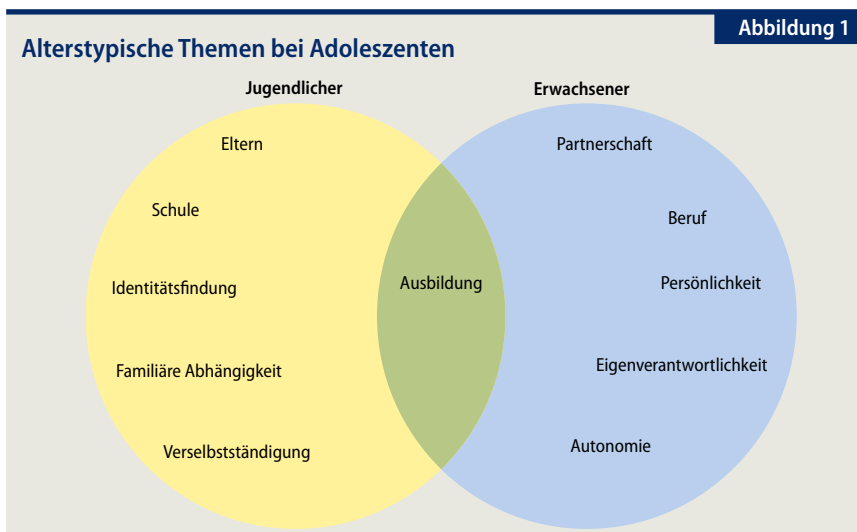 Abbildung 1
Alterstypische Themen bei Adoleszenten
Jugendlicher
Erwachsener
Eltern
Schule
Identitätsfindung
Familiäre Abhängigkeit
Verselbstständigung
Ausbildung
Partnerschaft
Beruf
Persönlichkeit
Eigenverantwortlichkeit
Autonomie